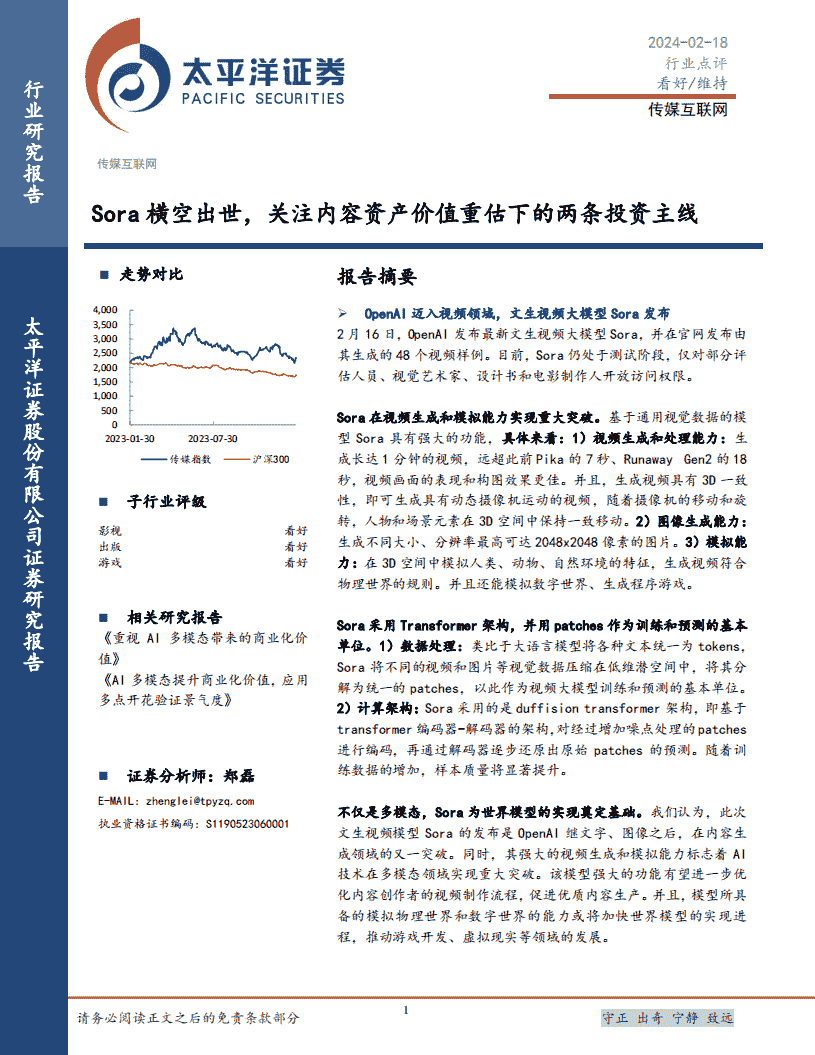 行业研究报告
太平洋证券股份有限公司证券研究报告
太平洋证券
PACIFIC SECURITIES
2024-02-18
行业点评
看好/维持
传媒互联网
传媒互联网
Sora 横空出世，关注内容资产价值重估下的两条投资主线
■ 走势对比
4,000
3,500
3,000
2,500
2,000
1,500
1,000
500
0
2023-01-30 2023-07-30
传媒指数 沪深300
■ 子行业评级
影视 看好
出版 看好
游戏 看好
■ 相关研究报告
《重视 AI 多模态带来的商业化价
值》
《AI 多模态提升商业化价值，应用
多点开花验证景气度》
■ 证券分析师：郑磊
E-MAIL：zhenglei@tpyzq.com
执业资格证书编码：S1190523060001
报告摘要
➢ OpenAI 迈入视频领域，文生视频大模型 Sora 发布
2 月 16 日，OpenAI 发布最新文生视频大模型 Sora，并在官网发布由
其生成的 48 个视频样例。目前，Sora 仍处于测试阶段，仅对部分评
估人员、视觉艺术家、设计书和电影制作人开放访问权限。
Sora 在视频生成和模拟能力实现重大突破。基于通用视觉数据的模
型 Sora 具有强大的功能，具体来看：1）视频生成和处理能力：生
成长达 1 分钟的视频，远超此前 Pika 的 7 秒、Runaway Gen2 的 18
秒，视频画面的表现和构图效果更佳。并且，生成视频具有 3D 一致
性，即可生成具有动态摄像机运动的视频，随着摄像机的移动和旋
转，人物和场景元素在 3D 空间中保持一致移动。2）图像生成能力：
生成不同大小、分辨率最高可达 2048x2048 像素的图片。3）模拟能
力：在 3D 空间中模拟人类、动物、自然环境的特征，生成视频符合
物理世界的规则。并且还能模拟数字世界、生成程序游戏。
Sora 采用 Transformer 架构，并用 patches 作为训练和预测的基本
单位。1）数据处理：类比于大语言模型将各种文本统一为 tokens，
Sora 将不同的视频和图片等视觉数据压缩在低维潜空间中，将其分
解为统一的 patches，以此作为视频大模型训练和预测的基本单位。
2）计算架构：Sora 采用的是 duffision transformer 架构，即基于
transformer 编码器-解码器的架构，对经过增加噪点处理的 patches
进行编码，再通过解码器逐步还原出原始 patches 的预测。随着训
练数据的增加，样本质量将显著提升。
不仅是多模态，Sora 为世界模型的实现奠定基础。我们认为，此次
文生视频模型 Sora 的发布是 OpenAI 继文字、图像之后，在内容生
成领域的又一突破。同时，其强大的视频生成和模拟能力标志着 AI
技术在多模态领域实现重大突破。该模型强大的功能有望进一步优
化内容创作者的视频制作流程，促进优质内容生产。并且，模型所具
备的模拟物理世界和数字世界的能力或将加快世界模型的实现进
程，推动游戏开发、虚拟现实等领域的发展。
请务必阅读正文之后的免责条款部分
1
守正 出奇 宁静 致远